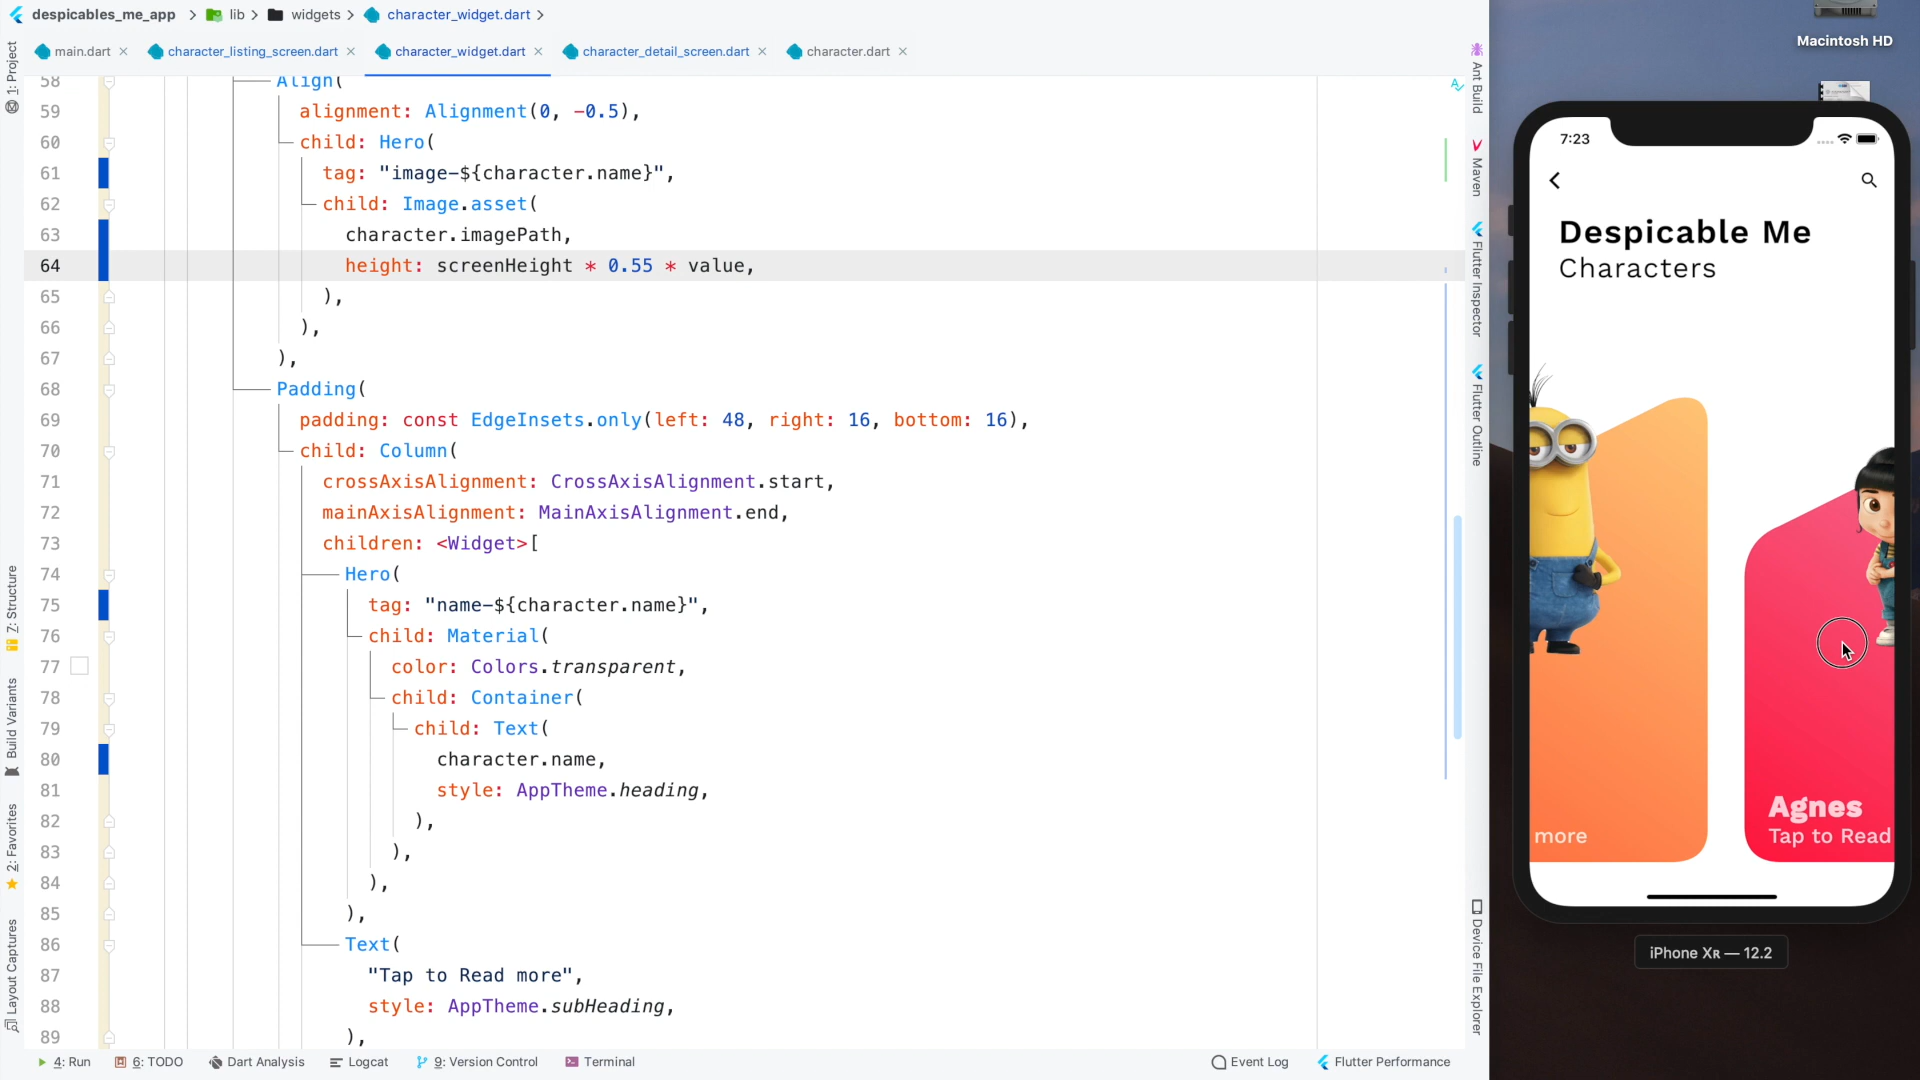 despicables_me_app > lib > widgets > character_widget.dart >
main.dart × character_listing_screen.dart × character_widget.dart × character_detail_screen.dart × character.dart ×
1: Project
7: Structure
Build Variants
2: Favorites
Layout Captures
58 Align(
59 alignment: Alignment(0, -0.5),
60 child: Hero(
61 tag: "image-${character.name}",
62 child: Image.asset(
63 character.imagePath,
64 height: screenHeight * 0.55 * value,
65 ),
66 ),
67 ),
68 Padding(
69 padding: const EdgeInsets.only(left: 48, right: 16, bottom: 16),
70 child: Column(
71 crossAxisAlignment: CrossAxisAlignment.start,
72 mainAxisAlignment: MainAxisAlignment.end,
73 children: <Widget>[
74 Hero(
75 tag: "name-${character.name}",
76 child: Material(
77 color: Colors.transparent,
78 child: Container(
79 child: Text(
80 character.name,
81 style: AppTheme.heading,
82 ),
83 ),
84 ),
85 ),
86 Text(
87 "Tap to Read more",
88 style: AppTheme.subHeading,
89 ),
Ant Build
Maven
Flutter Inspector
Flutter Outline
Device File Explorer
4: Run 6: TODO Dart Analysis Logcat 9: Version Control Terminal Event Log Flutter Performance
Macintosh HD
7:23
Despicable Me
Characters
more
Agnes
Tap to Read
iPhone Xʀ — 12.2